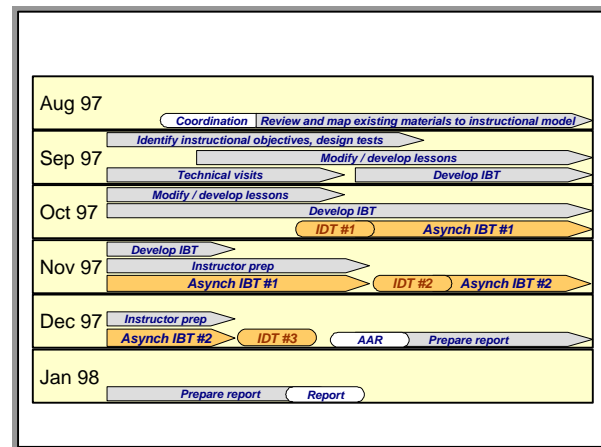 Aug 97
Coordination Review and map existing materials to instructional model
Identify instructional objectives, design tests
Sep 97
Modify / develop lessons
Technical visits Develop IBT
Modify / develop lessons
Oct 97
Develop IBT
IDT #1 Asynch IBT #1
Develop IBT
Nov 97
Instructor prep
Asynch IBT #1 IDT #2 Asynch IBT #2
Dec 97
Instructor prep
Asynch IBT #2 IDT #3 AAR Prepare report
Jan 98
Prepare report Report